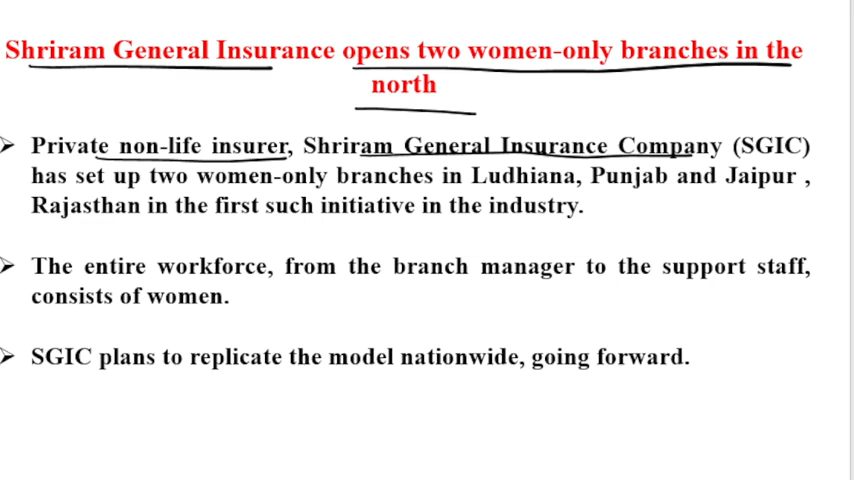 Shriram General Insurance opens two women-only branches in the
north
➢ Private non-life insurer, Shriram General Insurance Company (SGIC)
has set up two women-only branches in Ludhiana, Punjab and Jaipur ,
Rajasthan in the first such initiative in the industry.
➢ The entire workforce, from the branch manager to the support staff,
consists of women.
➢ SGIC plans to replicate the model nationwide, going forward.